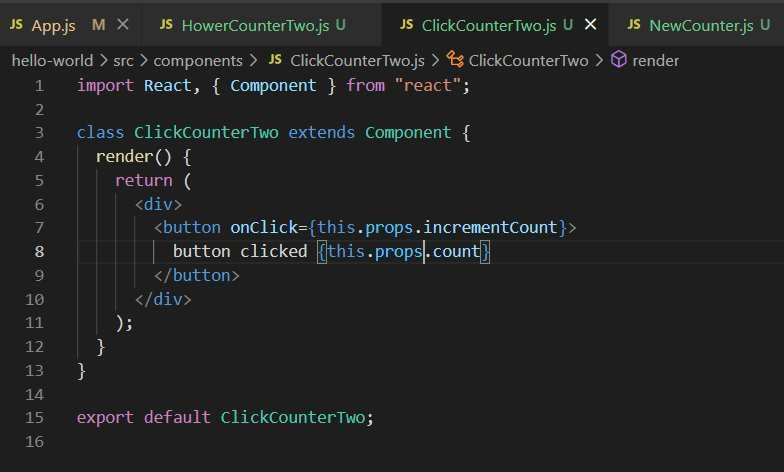 JS App.js M × JS HowerCounterTwo.js U JS ClickCounterTwo.js U × JS NewCounter.js U
hello-world > src > components > JS ClickCounterTwo.js > ClickCounterTwo > render
1 import React, { Component } from "react";
2
3 class ClickCounterTwo extends Component {
4 render() {
5 return (
6 <div>
7 <button onClick={this.props.incrementCount}>
8 button clicked {this.props.count}
9 </button>
10 </div>
11 );
12 }
13 }
14
15 export default ClickCounterTwo;
16